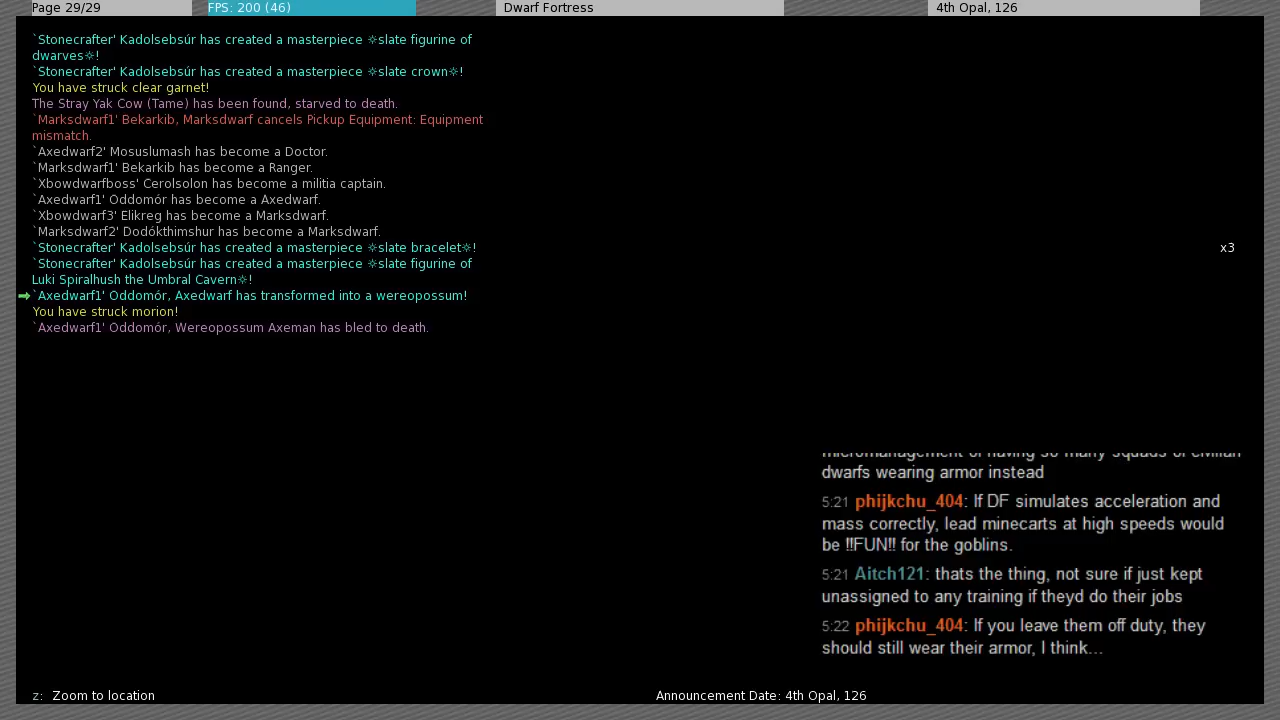 Page 29/29
FPS: 200 (46)
Dwarf Fortress
4th Opal, 126
`Stonecrafter' Kadolsebsúr has created a masterpiece ☼slate figurine of
dwarves☼!
`Stonecrafter' Kadolsebsúr has created a masterpiece ☼slate crown☼!
You have struck clear garnet!
The Stray Yak Cow (Tame) has been found, starved to death.
`Marksdwarf1' Bekarkib, Marksdwarf cancels Pickup Equipment: Equipment
mismatch.
`Axedwarf2' Mosuslumash has become a Doctor.
`Marksdwarf1' Bekarkib has become a Ranger.
`Xbowdwarfboss' Cerolsolon has become a militia captain.
`Axedwarf1' Oddomór has become a Axedwarf.
`Xbowdwarf3' Elikreg has become a Marksdwarf.
`Marksdwarf2' Dodókthimshur has become a Marksdwarf.
`Stonecrafter' Kadolsebsúr has created a masterpiece ☼slate bracelet☼!
x3
`Stonecrafter' Kadolsebsúr has created a masterpiece ☼slate figurine of
Luki Spiralhush the Umbral Cavern☼!
`Axedwarf1' Oddomór, Axedwarf has transformed into a wereopossum!
You have struck morion!
`Axedwarf1' Oddomór, Wereopossum Axeman has bled to death.
micromanagement of having so many squads of civilian
dwarfs wearing armor instead
5:21 phijkchu_404: If DF simulates acceleration and
mass correctly, lead minecarts at high speeds would
be !!FUN!! for the goblins.
5:21 Aitch121: thats the thing, not sure if just kept
unassigned to any training if theyd do their jobs
5:22 phijkchu_404: If you leave them off duty, they
should still wear their armor, I think...
z: Zoom to location
Announcement Date: 4th Opal, 126